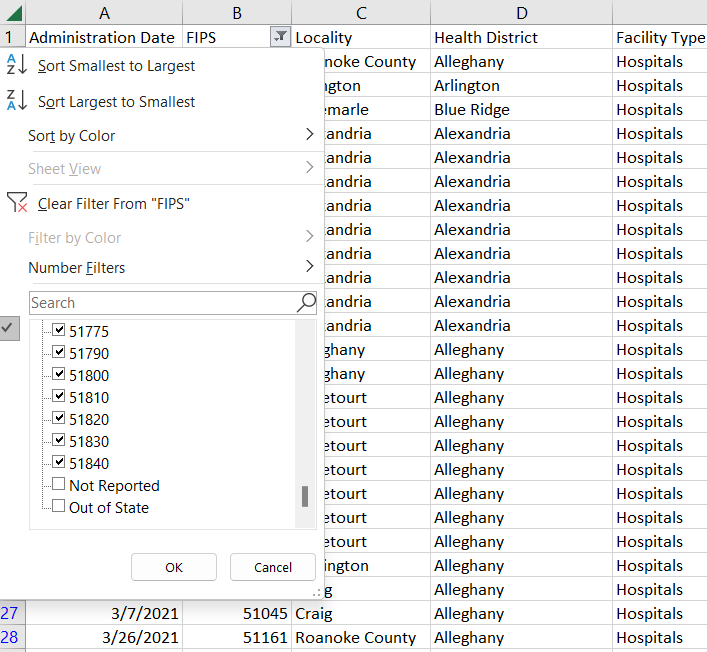 A B C D
1 Administration Date FIPS Locality Health District Facility Type
Sort Smallest to Largest noke County Alleghany Hospitals
ngton Arlington Hospitals
Sort Largest to Smallest emarle Blue Ridge Hospitals
Sort by Color andria Alexandria Hospitals
andria Alexandria Hospitals
Sheet View andria Alexandria Hospitals
Clear Filter From "FIPS" andria Alexandria Hospitals
andria Alexandria Hospitals
Filter by Color andria Alexandria Hospitals
Number Filters andria Alexandria Hospitals
Search andria Alexandria Hospitals
51775 andria Alexandria Hospitals
51790 ghany Alleghany Hospitals
51800 ghany Alleghany Hospitals
51810 etourt Alleghany Hospitals
51820 etourt Alleghany Hospitals
51830 etourt Alleghany Hospitals
51840 etourt Alleghany Hospitals
Not Reported etourt Alleghany Hospitals
Out of State etourt Alleghany Hospitals
etourt Alleghany Hospitals
OK Cancel ington Alleghany Hospitals
g Alleghany Hospitals
27 3/7/2021 51045 Craig Alleghany Hospitals
28 3/26/2021 51161 Roanoke County Alleghany Hospitals